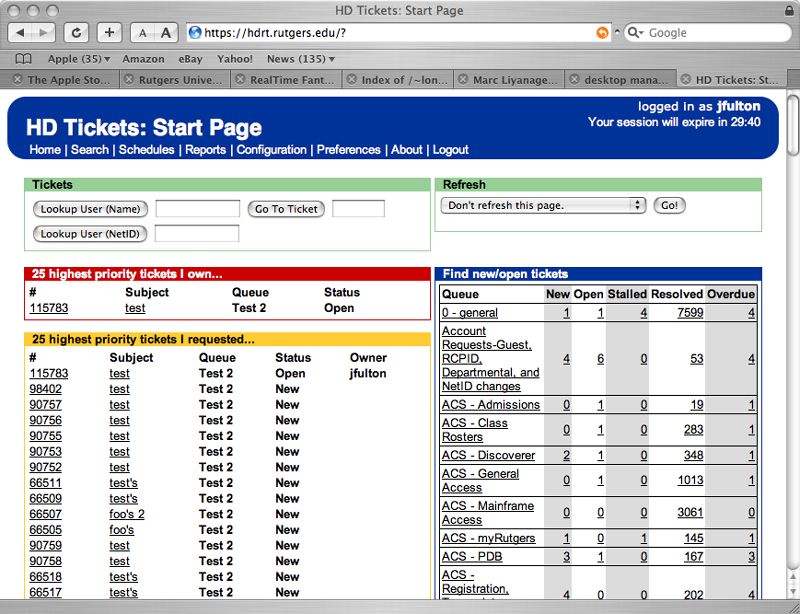 HD Tickets: Start Page
A A https://hdrt.rutgers.edu/? Google
Apple (35) Amazon eBay Yahoo! News (135)
The Apple Sto... Rutgers Unive... RealTime Fant... Index of /~lon... Marc Liyanage... desktop mana... HD Tickets: St...
logged in as jfulton
HD Tickets: Start Page
Your session will expire in 29:40
Home | Search | Schedules | Reports | Configuration | Preferences | About | Logout
Tickets
Lookup User (Name) Go To Ticket
Lookup User (NetID)
Refresh
Don't refresh this page. Go!
25 highest priority tickets I own...
# Subject Queue Status
115783 test Test 2 Open
25 highest priority tickets I requested...
# Subject Queue Status Owner
115783 test Test 2 Open jfulton
98402 test Test 2 New
90757 test Test 2 New
90756 test Test 2 New
90755 test Test 2 New
90753 test Test 2 New
90752 test Test 2 New
66511 test's Test 2 New
66509 test's Test 2 New
66507 foo's 2 Test 2 New
66505 foo's Test 2 New
90759 test Test 2 New
90758 test Test 2 New
66518 test's Test 2 New
66517 test's Test 2 New
Find new/open tickets
Queue New Open Stalled Resolved Overdue
0 - general 1 1 4 7599 4
Account
Requests-Guest,
RCPID,
Departmental, and
NetID changes
4 6 0 53 4
ACS - Admissions 0 1 0 19 1
ACS - Class
Rosters
0 1 0 283 1
ACS - Discoverer 2 1 0 348 1
ACS - General
Access
0 1 0 1013 1
ACS - Mainframe
Access
0 0 0 3061 0
ACS - myRutgers 1 0 1 145 1
ACS - PDB 3 1 0 167 3
ACS -
Registration,
4 0 0 202 4